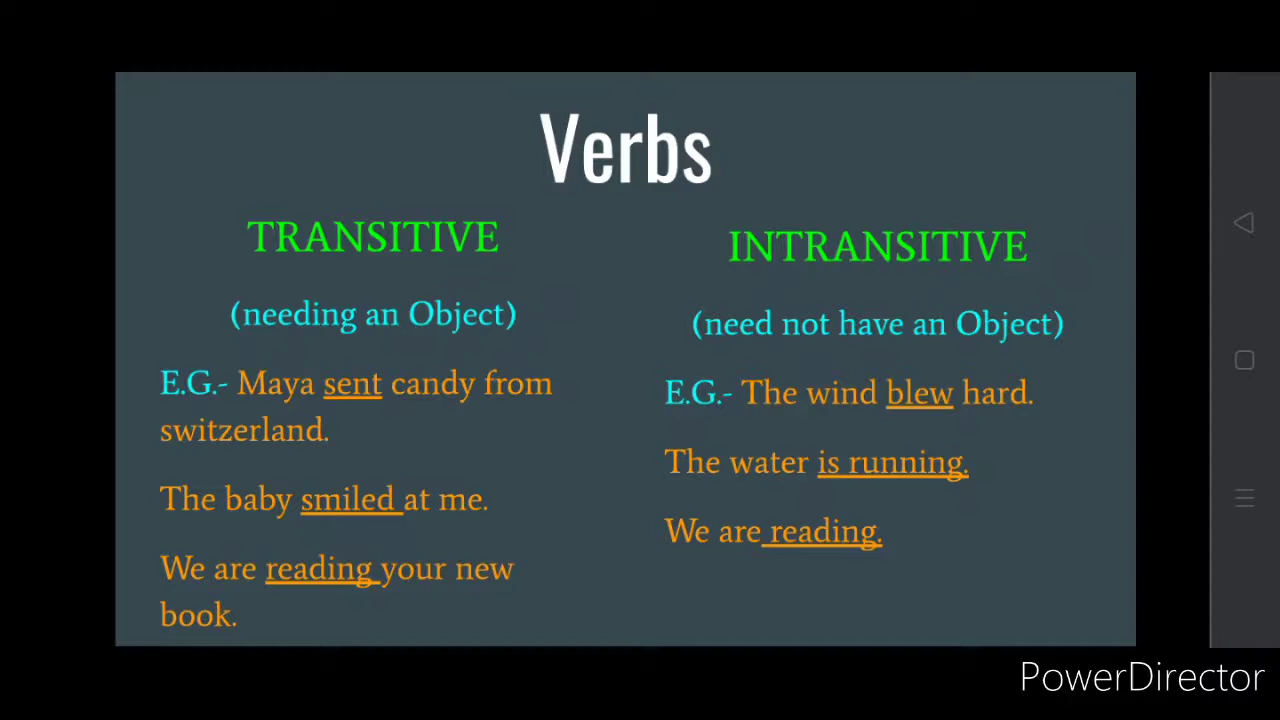 Verbs
TRANSITIVE
(needing an Object)
E.G.- Maya sent candy from
switzerland.
The baby smiled at me.
We are reading your new
book.
INTRANSITIVE
(need not have an Object)
E.G.- The wind blew hard.
The water is running.
We are reading.
PowerDirector